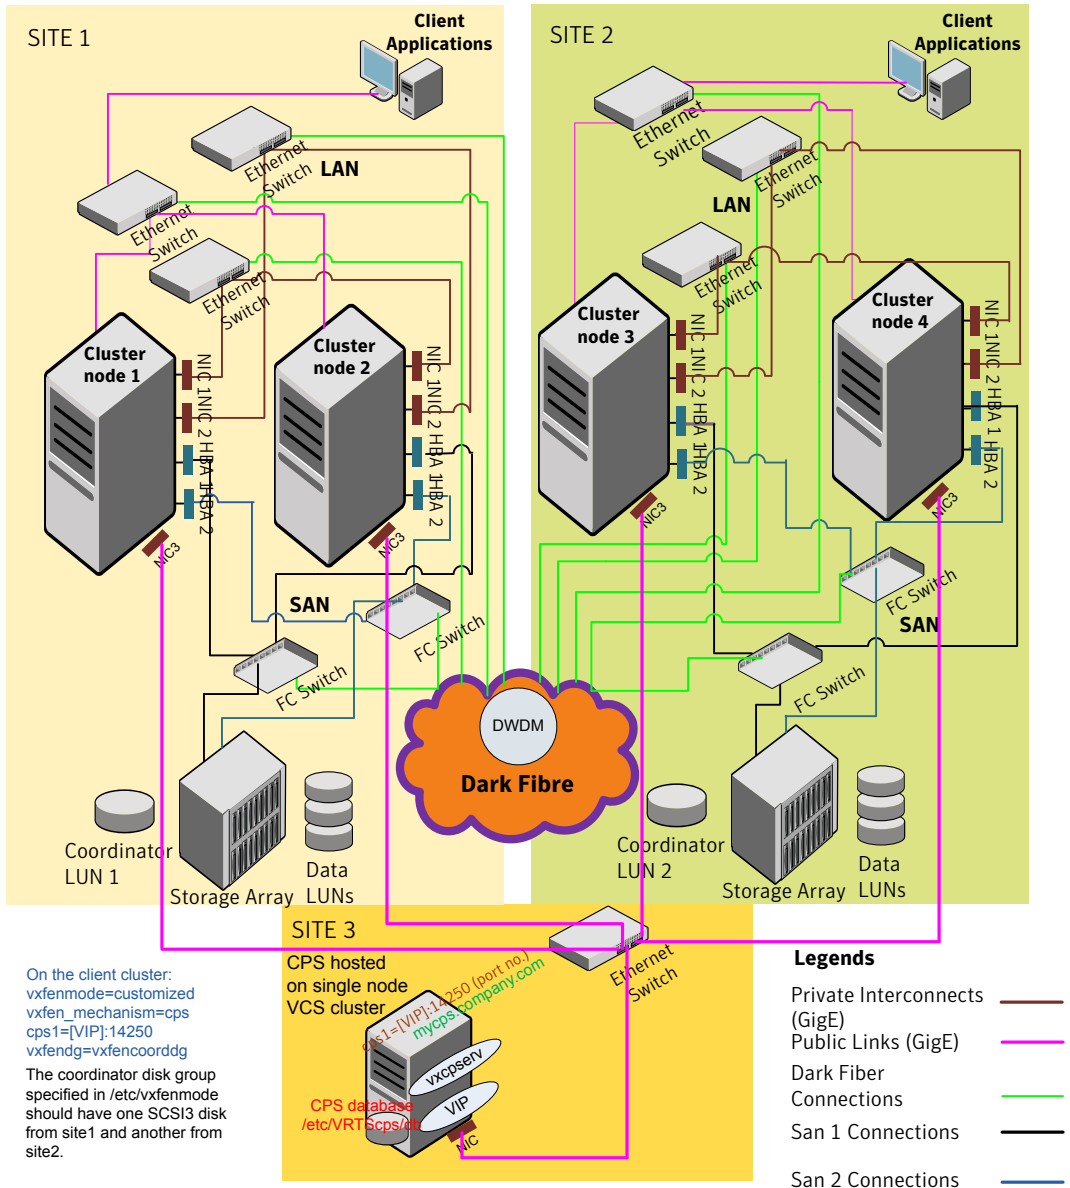 SITE 1
Client
Applications
LAN
Ethernet
Switch
Ethernet
Switch
Ethernet
Switch
Cluster
node 1
Cluster
node 2
NIC 1
NIC 2
HBA 1
HBA 2
NIC3
NIC 1
NIC 2
HBA 1
HBA 2
NIC3
SAN
FC Switch
FC Switch
Coordinator
LUN 1
Storage Array
Data
LUNs
SITE 2
Client
Applications
Ethernet
Switch
Ethernet
Switch
LAN
Ethernet
Switch
Cluster
node 3
Cluster
node 4
NIC 1
NIC 2
HBA 1
HBA 2
NIC3
NIC 1
NIC 2
HBA 1
HBA 2
NIC3
FC Switch
SAN
FC Switch
Coordinator
LUN 2
Storage Array
Data
LUNs
DWDM
Dark Fibre
SITE 3
CPS hosted
on single node
VCS cluster
Ethernet
Switch
cps1=[VIP]:14250 (port no.)
mycps.company.com
vxcpserv
VIP
CPS database
/etc/VRTScps/db
NIC
On the client cluster:
vxfenmode=customized
vxfen_mechanism=cps
cps1=[VIP]:14250
vxfendg=vxfencoorddg
The coordinator disk group
specified in /etc/vxfenmode
should have one SCSI3 disk
from site1 and another from
site2.
Legends
Private Interconnects
(GigE)
Public Links (GigE)
Dark Fiber
Connections
San 1 Connections
San 2 Connections